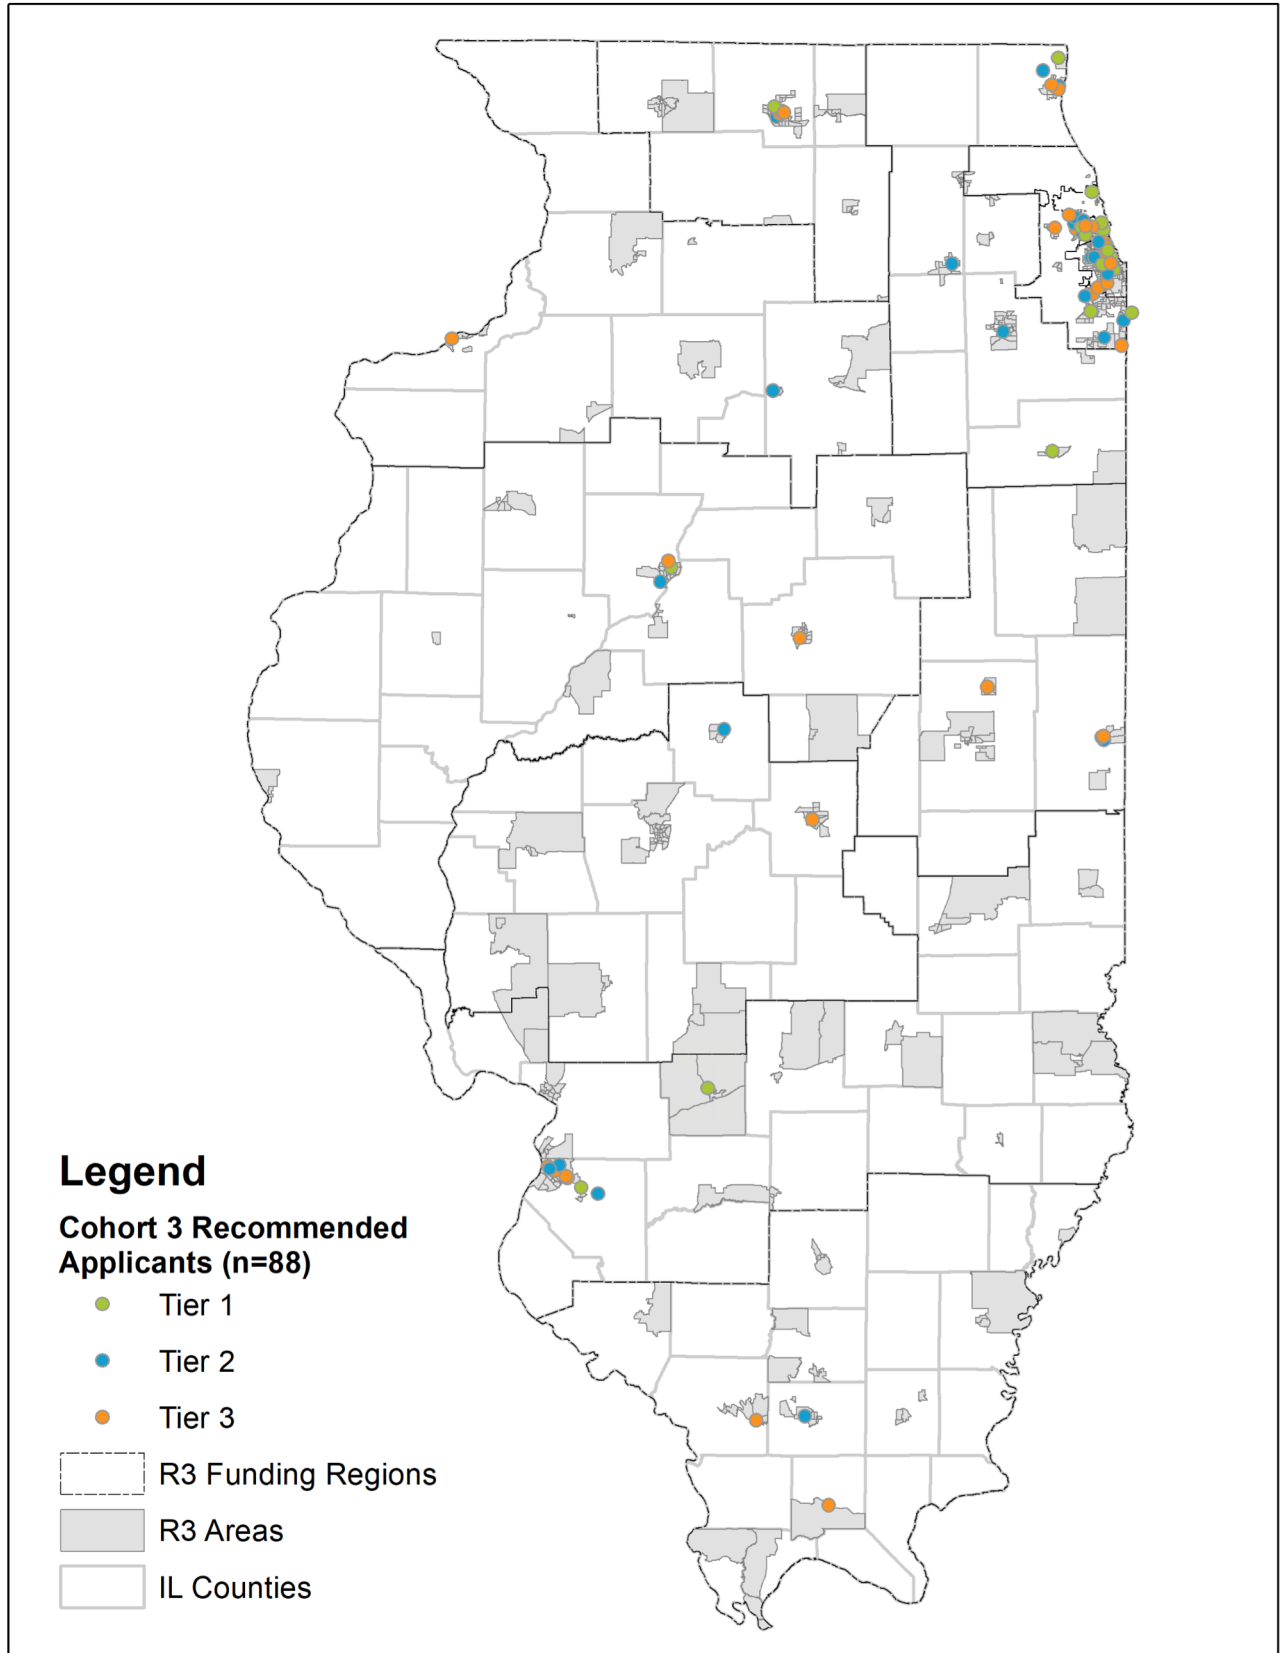 Legend
Cohort 3 Recommended
Applicants (n=88)
Tier 1
Tier 2
Tier 3
R3 Funding Regions
R3 Areas
IL Counties